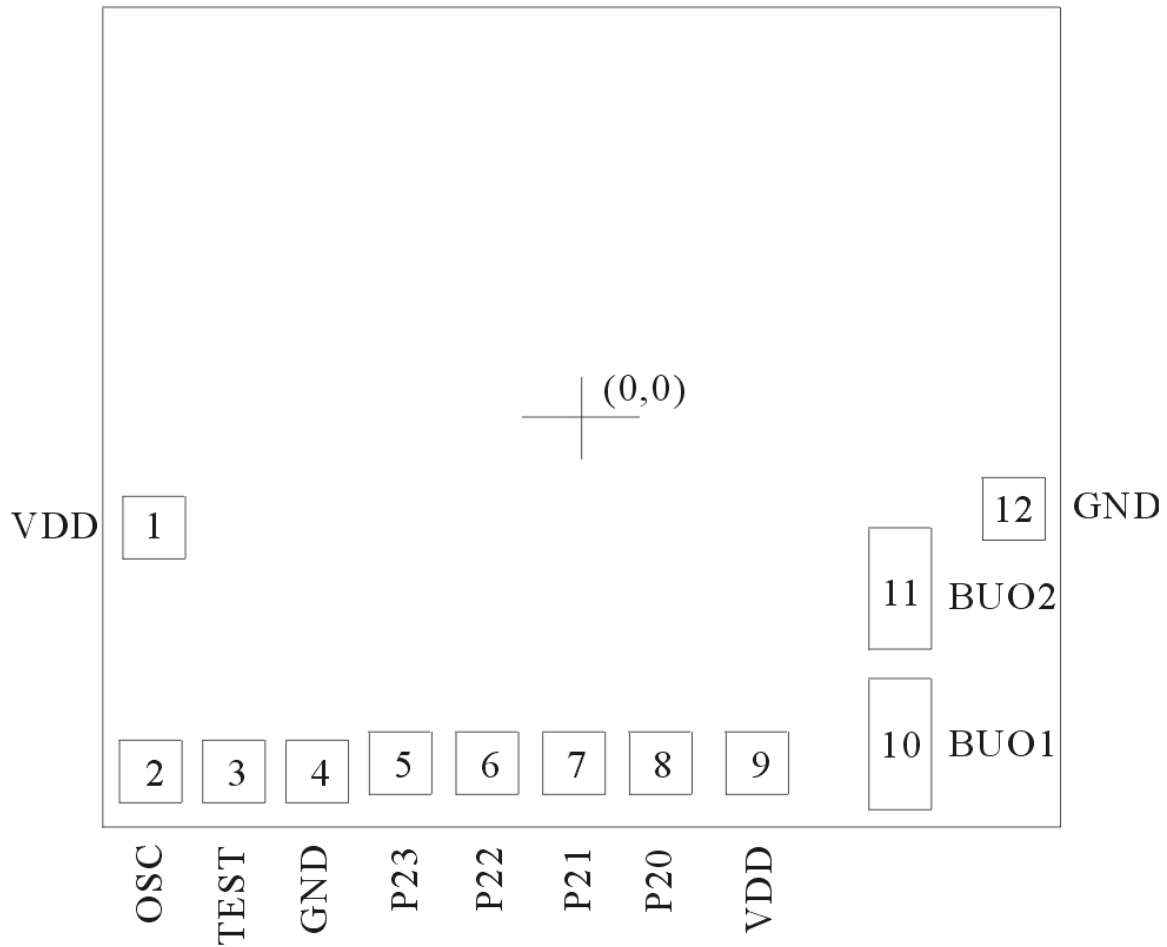 (0,0)
VDD 1
12 GND
11 BUO2
10 BUO1
2 3 4 5 6 7 8 9
OSC
TEST
GND
P23
P22
P21
P20
VDD